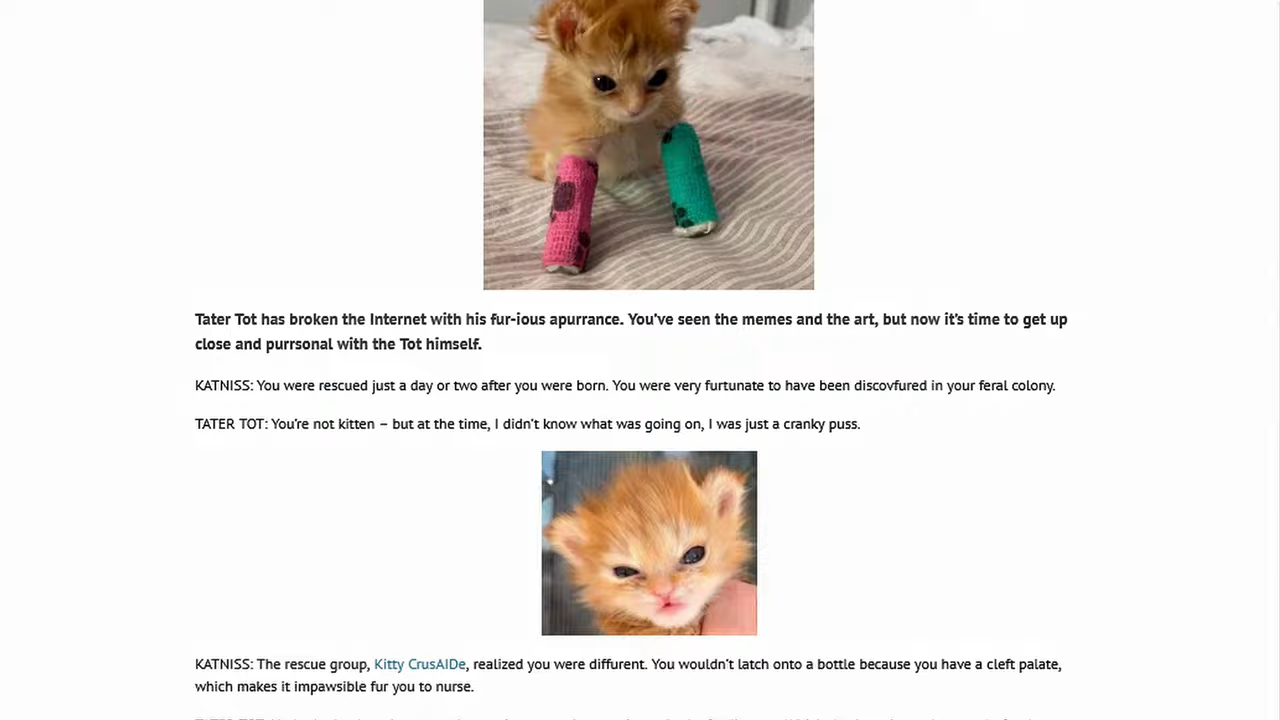 Tater Tot has broken the Internet with his fur-ious apurrance. You've seen the memes and the art, but now it's time to get up
close and purrsonal with the Tot himself.
KATNISS: You were rescued just a day or two after you were born. You were very furtunate to have been discovfured in your feral colony.
TATER TOT: You're not kitten – but at the time, I didn't know what was going on, I was just a cranky puss.
KATNISS: The rescue group, Kitty CrusAIDe, realized you were different. You wouldn't latch onto a bottle because you have a cleft palate,
which makes it impawsible fur you to nurse.